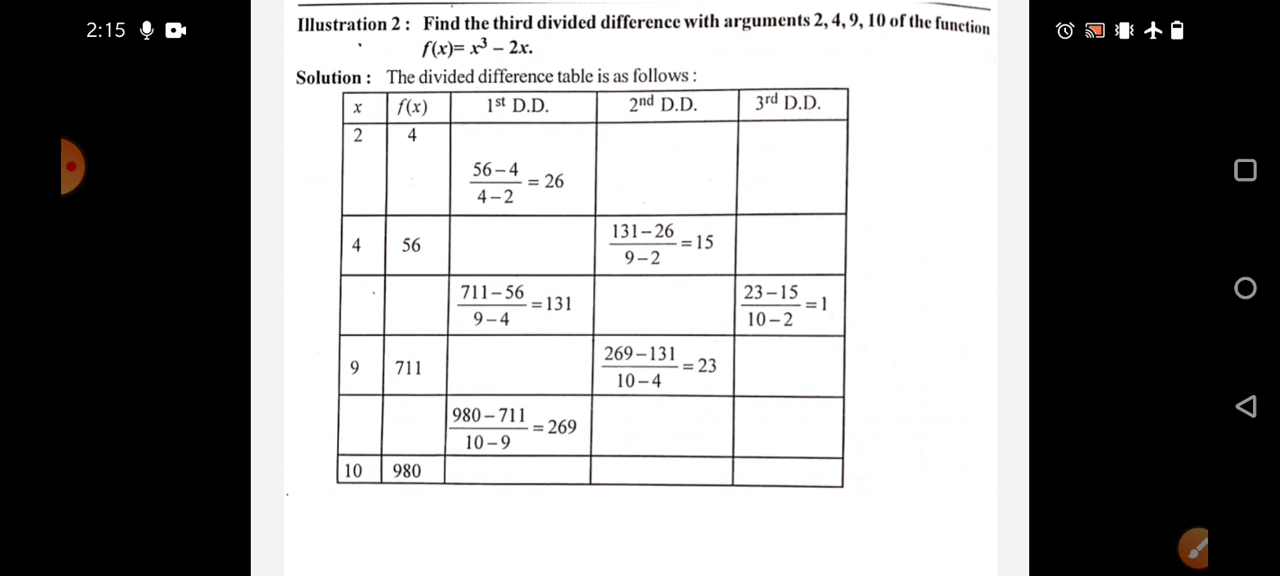 2:15
Illustration 2 : Find the third divided difference with arguments 2, 4, 9, 10 of the function
f(x)= x³ – 2x.
Solution : The divided difference table is as follows :
x f(x) 1st D.D. 2nd D.D. 3rd D.D.
2 4
56 – 4 / 4 – 2 = 26
4 56 131 – 26 / 9 – 2 = 15
711 – 56 / 9 – 4 = 131 23 – 15 / 10 – 2 = 1
9 711 269 – 131 / 10 – 4 = 23
980 – 711 / 10 – 9 = 269
10 980